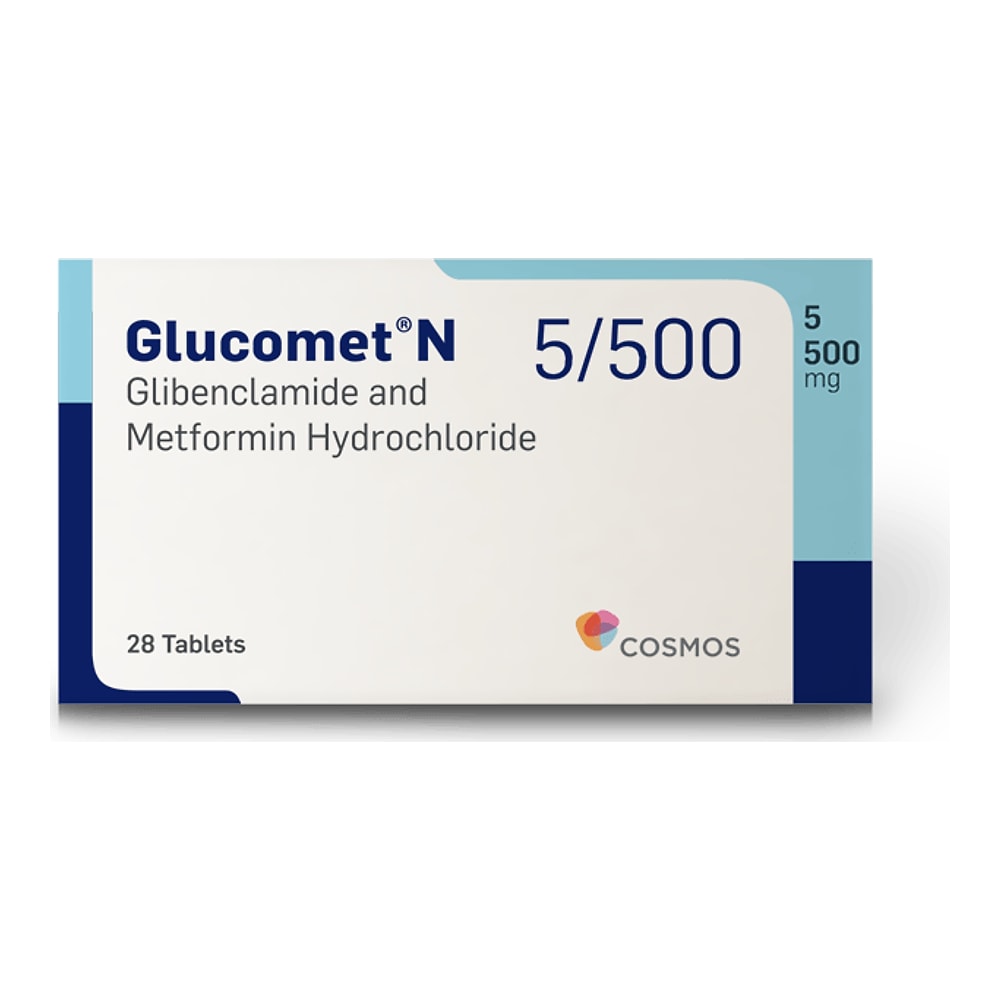 Glucomet® N
5/500
Glibenclamide and
Metformin Hydrochloride
28 Tablets
COSMOS
5
500
mg